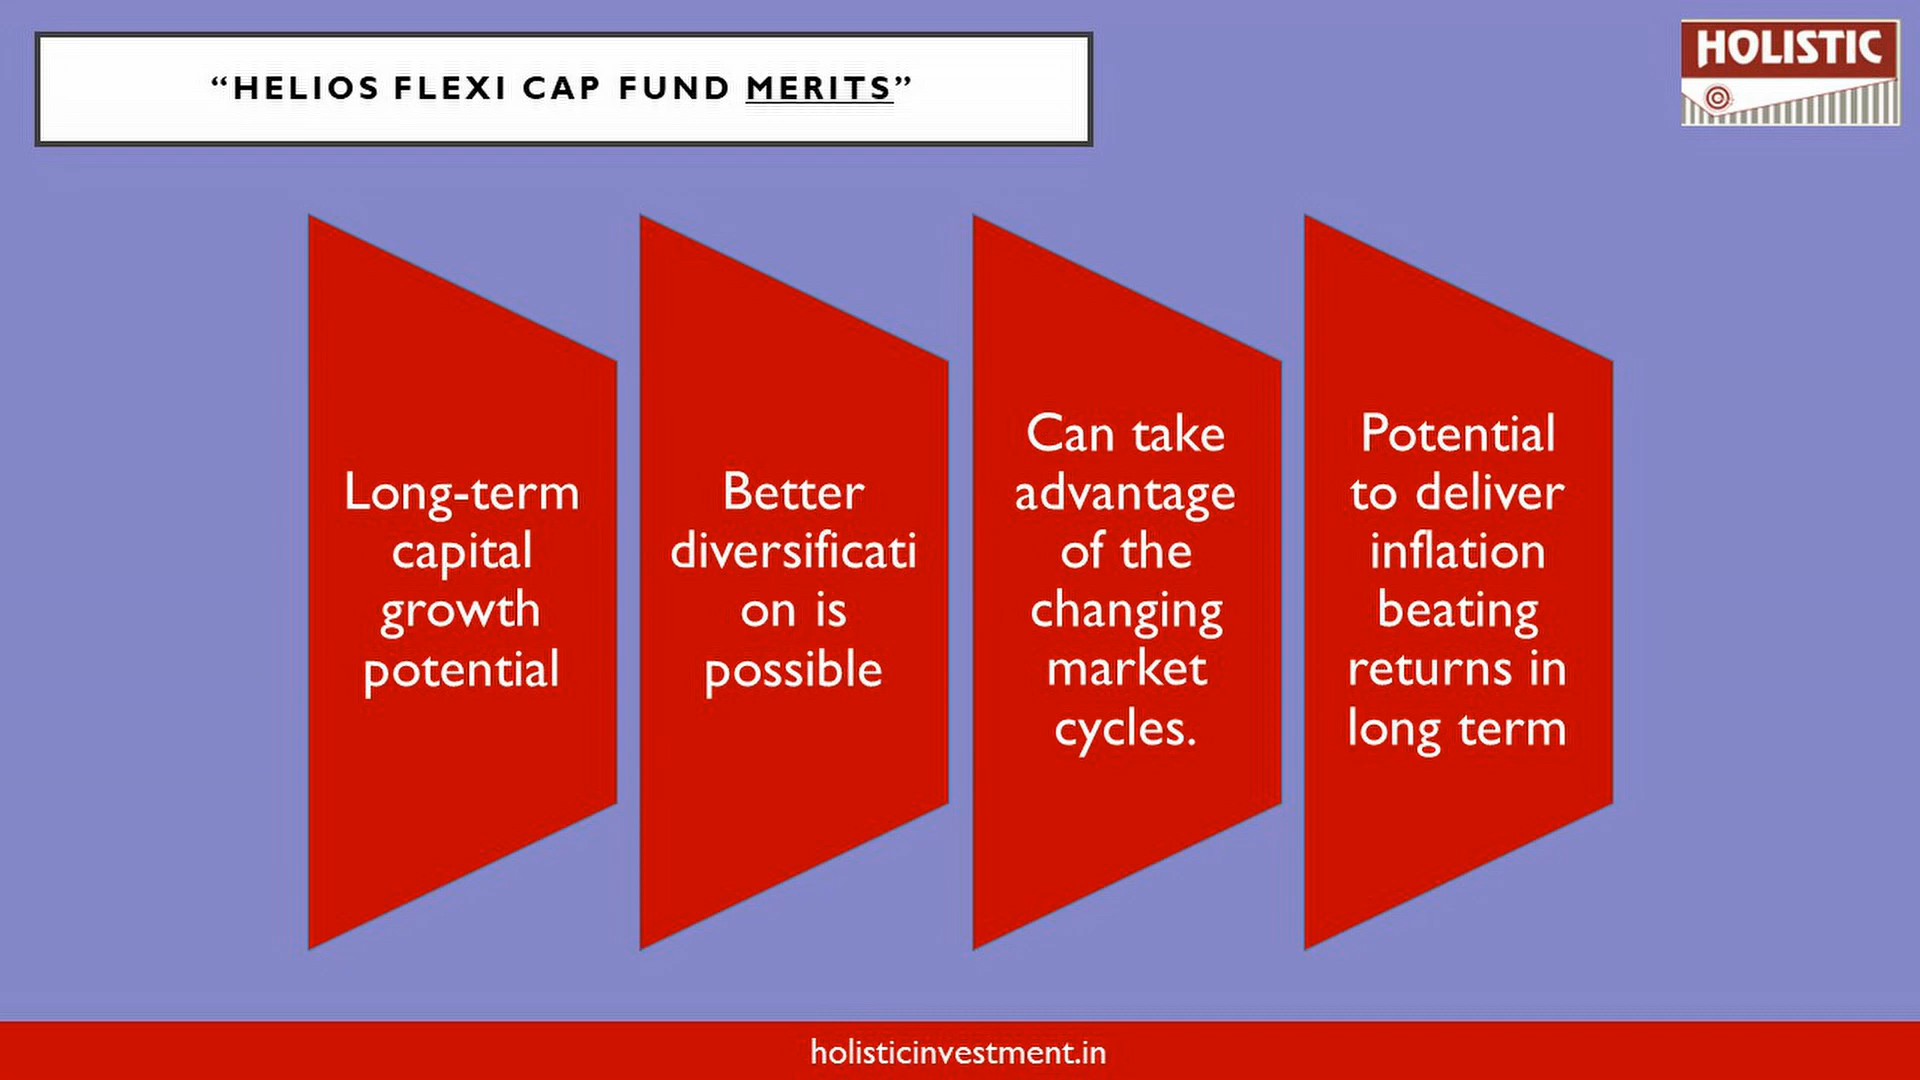 “HELIOS FLEXI CAP FUND MERITS”
HOLISTIC
Long-term
capital
growth
potential
Better
diversificati
on is
possible
Can take
advantage
of the
changing
market
cycles.
Potential
to deliver
inflation
beating
returns in
long term
holisticinvestment.in